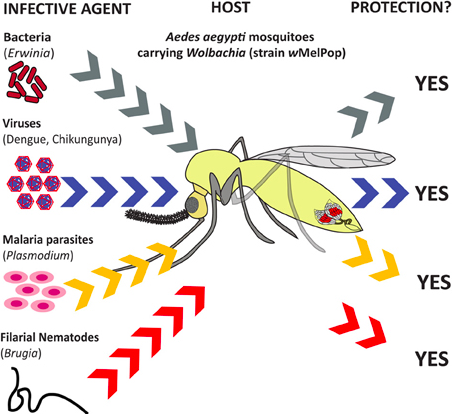 INFECTIVE AGENT HOST PROTECTION?
Bacteria
(Erwinia)
Aedes aegypti mosquitoes
carrying Wolbachia (strain wMelPop)
YES
Viruses
(Dengue, Chikungunya)
YES
Malaria parasites
(Plasmodium)
YES
Filarial Nematodes
(Brugia)
YES